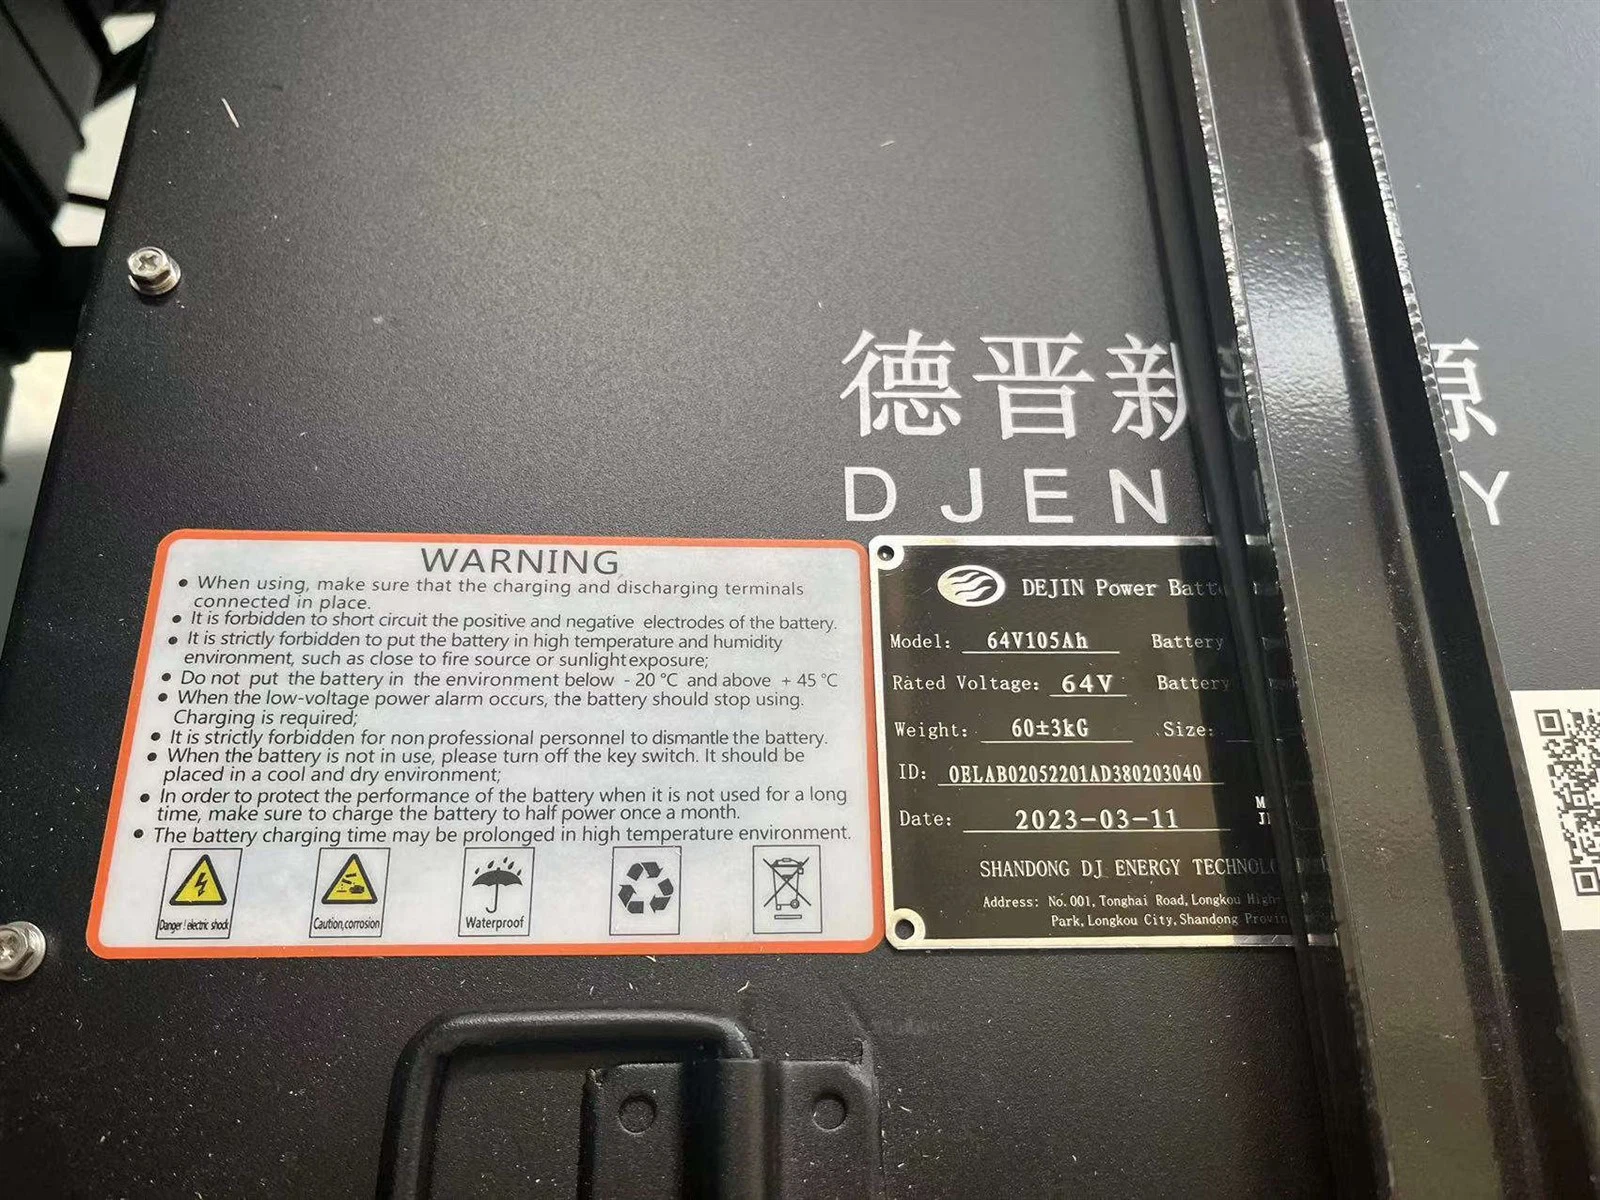 德晋新 源
DJEN Y
WARNING
• When using, make sure that the charging and discharging terminals
connected in place.
• It is forbidden to short circuit the positive and negative electrodes of the battery.
• It is strictly forbidden to put the battery in high temperature and humidity
environment, such as close to fire source or sunlight exposure;
• Do not put the battery in the environment below - 20 °C and above + 45 °C
• When the low-voltage power alarm occurs, the battery should stop using.
Charging is required;
• It is strictly forbidden for non professional personnel to dismantle the battery.
• When the battery is not in use, please turn off the key switch. It should be
placed in a cool and dry environment;
• In order to protect the performance of the battery when it is not used for a long
time, make sure to charge the battery to half power once a month.
• The battery charging time may be prolonged in high temperature environment.
Danger! electric shock
Caution, corrosion
Waterproof
DEJIN Power
Model: 64V105Ah Battery
Rated Voltage: 64V Battery
Weight: 60±3kG Size:
ID: 0ELAB02052201AD380203040
Date: 2023-03-11
SHANDONG DJ ENERGY
Address: No.001, Tonghai Road, Longkou
Park, Longkou City, Shandong